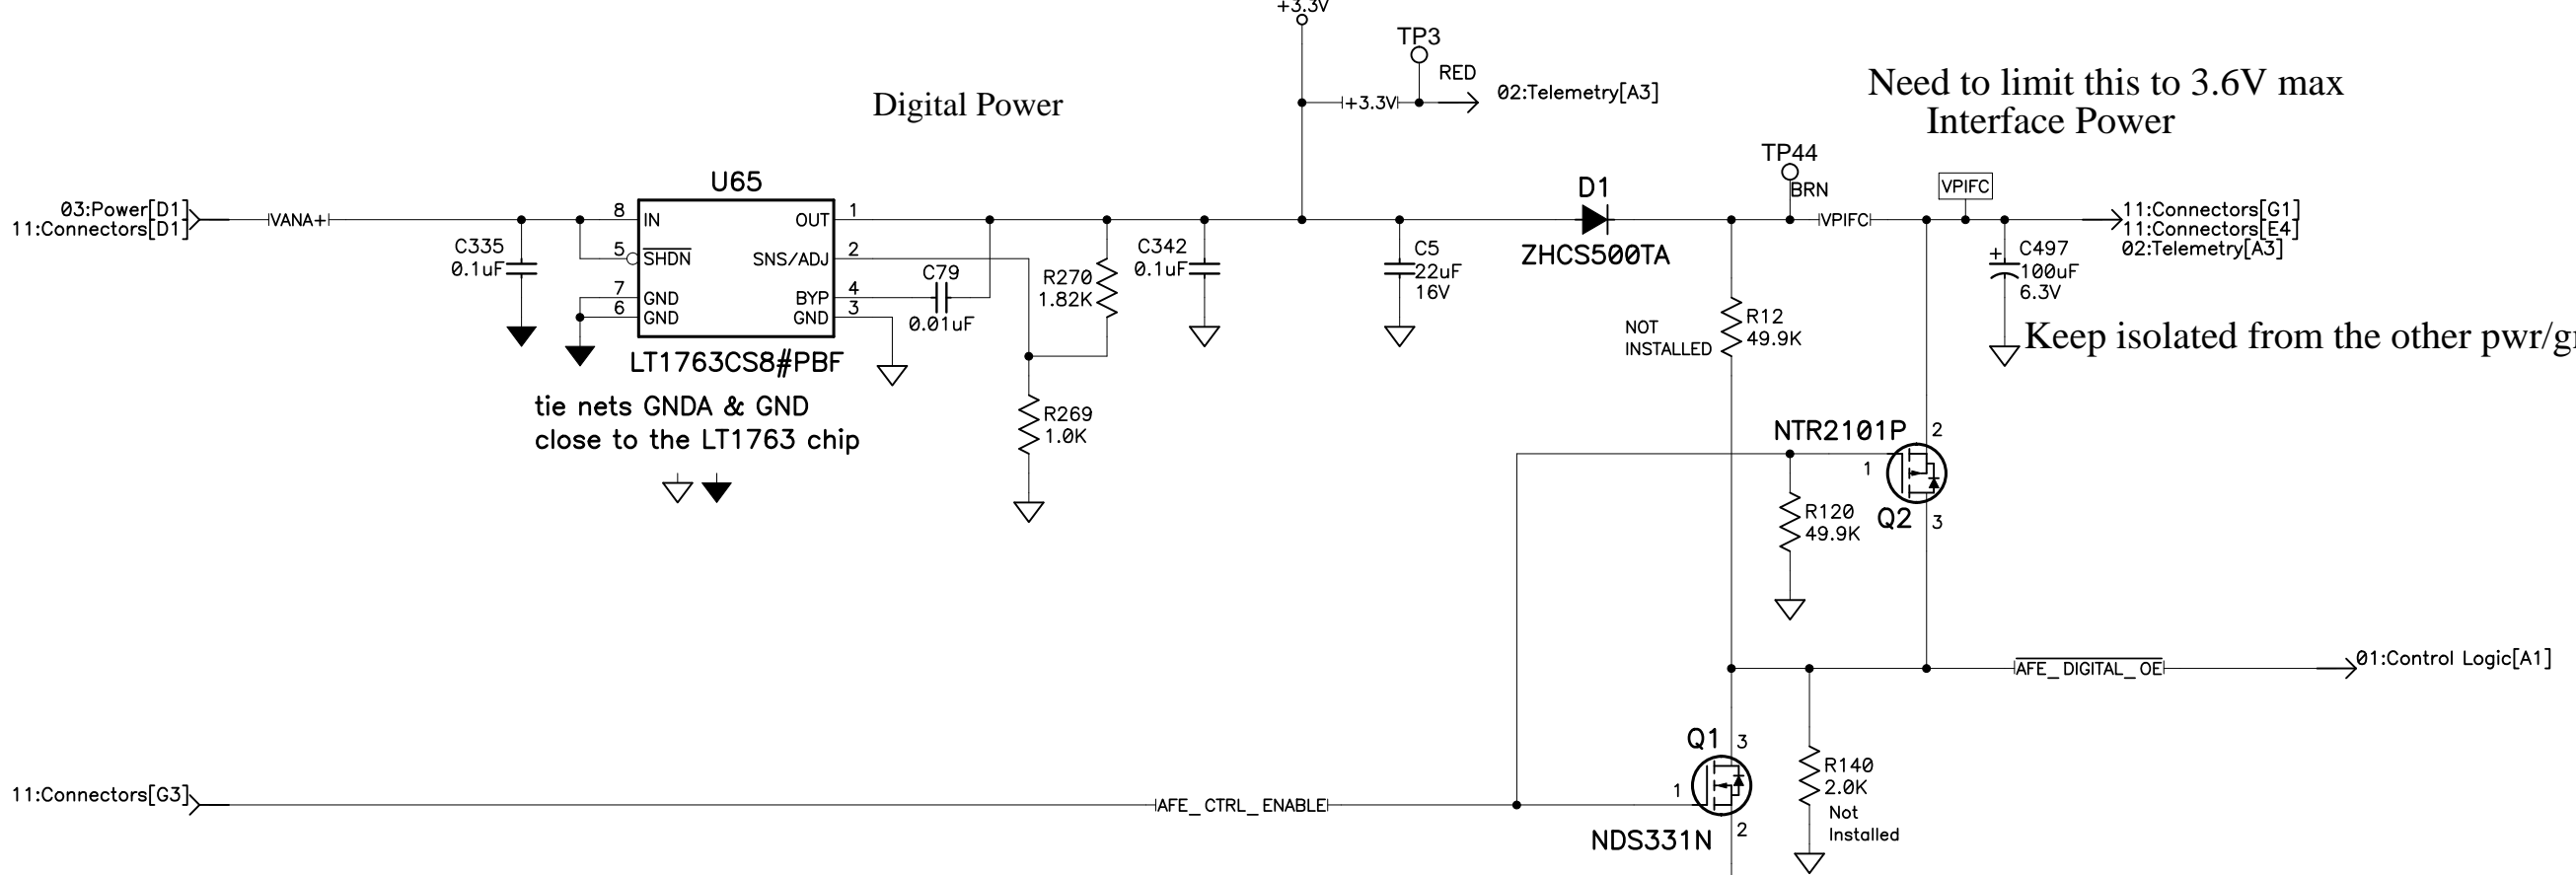 +3.3V
TP3
RED
+3.3V
02:Telemetry[A3]
Digital Power
Need to limit this to 3.6V max
Interface Power
TP44
BRN
VPIFC
U65
D1
ZHCS500TA
03:Power[D1]
11:Connectors[D1]
VANA+
8
IN
OUT
1
5
SHDN
SNS/ADJ
2
7
GND
BYP
4
6
GND
GND
3
LT1763CS8#PBF
C335
0.1uF
C79
0.01uF
R270
1.82K
C342
0.1uF
C5
22uF
16V
VPIFC
11:Connectors[G1]
11:Connectors[E4]
02:Telemetry[A3]
+
C497
100uF
6.3V
NOT
INSTALLED
R12
49.9K
Keep isolated from the other
tie nets GNDA & GND
close to the LT1763 chip
R269
1.0K
NTR2101P
2
1
Q2
3
R120
49.9K
AFE_DIGITAL_OE
01:Control Logic[A1]
11:Connectors[G3]
AFE_CTRL_ENABLE
Q1
3
1
2
NDS331N
R140
2.0K
Not
Installed